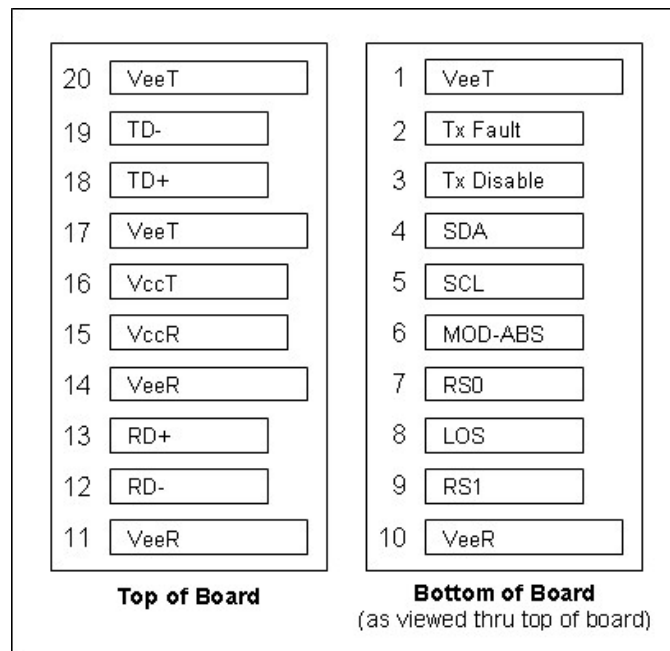 20 VeeT
19 TD-
18 TD+
17 VeeT
16 VccT
15 VccR
14 VeeR
13 RD+
12 RD-
11 VeeR
Top of Board
1 VeeT
2 Tx Fault
3 Tx Disable
4 SDA
5 SCL
6 MOD-ABS
7 RS0
8 LOS
9 RS1
10 VeeR
Bottom of Board
(as viewed thru top of board)